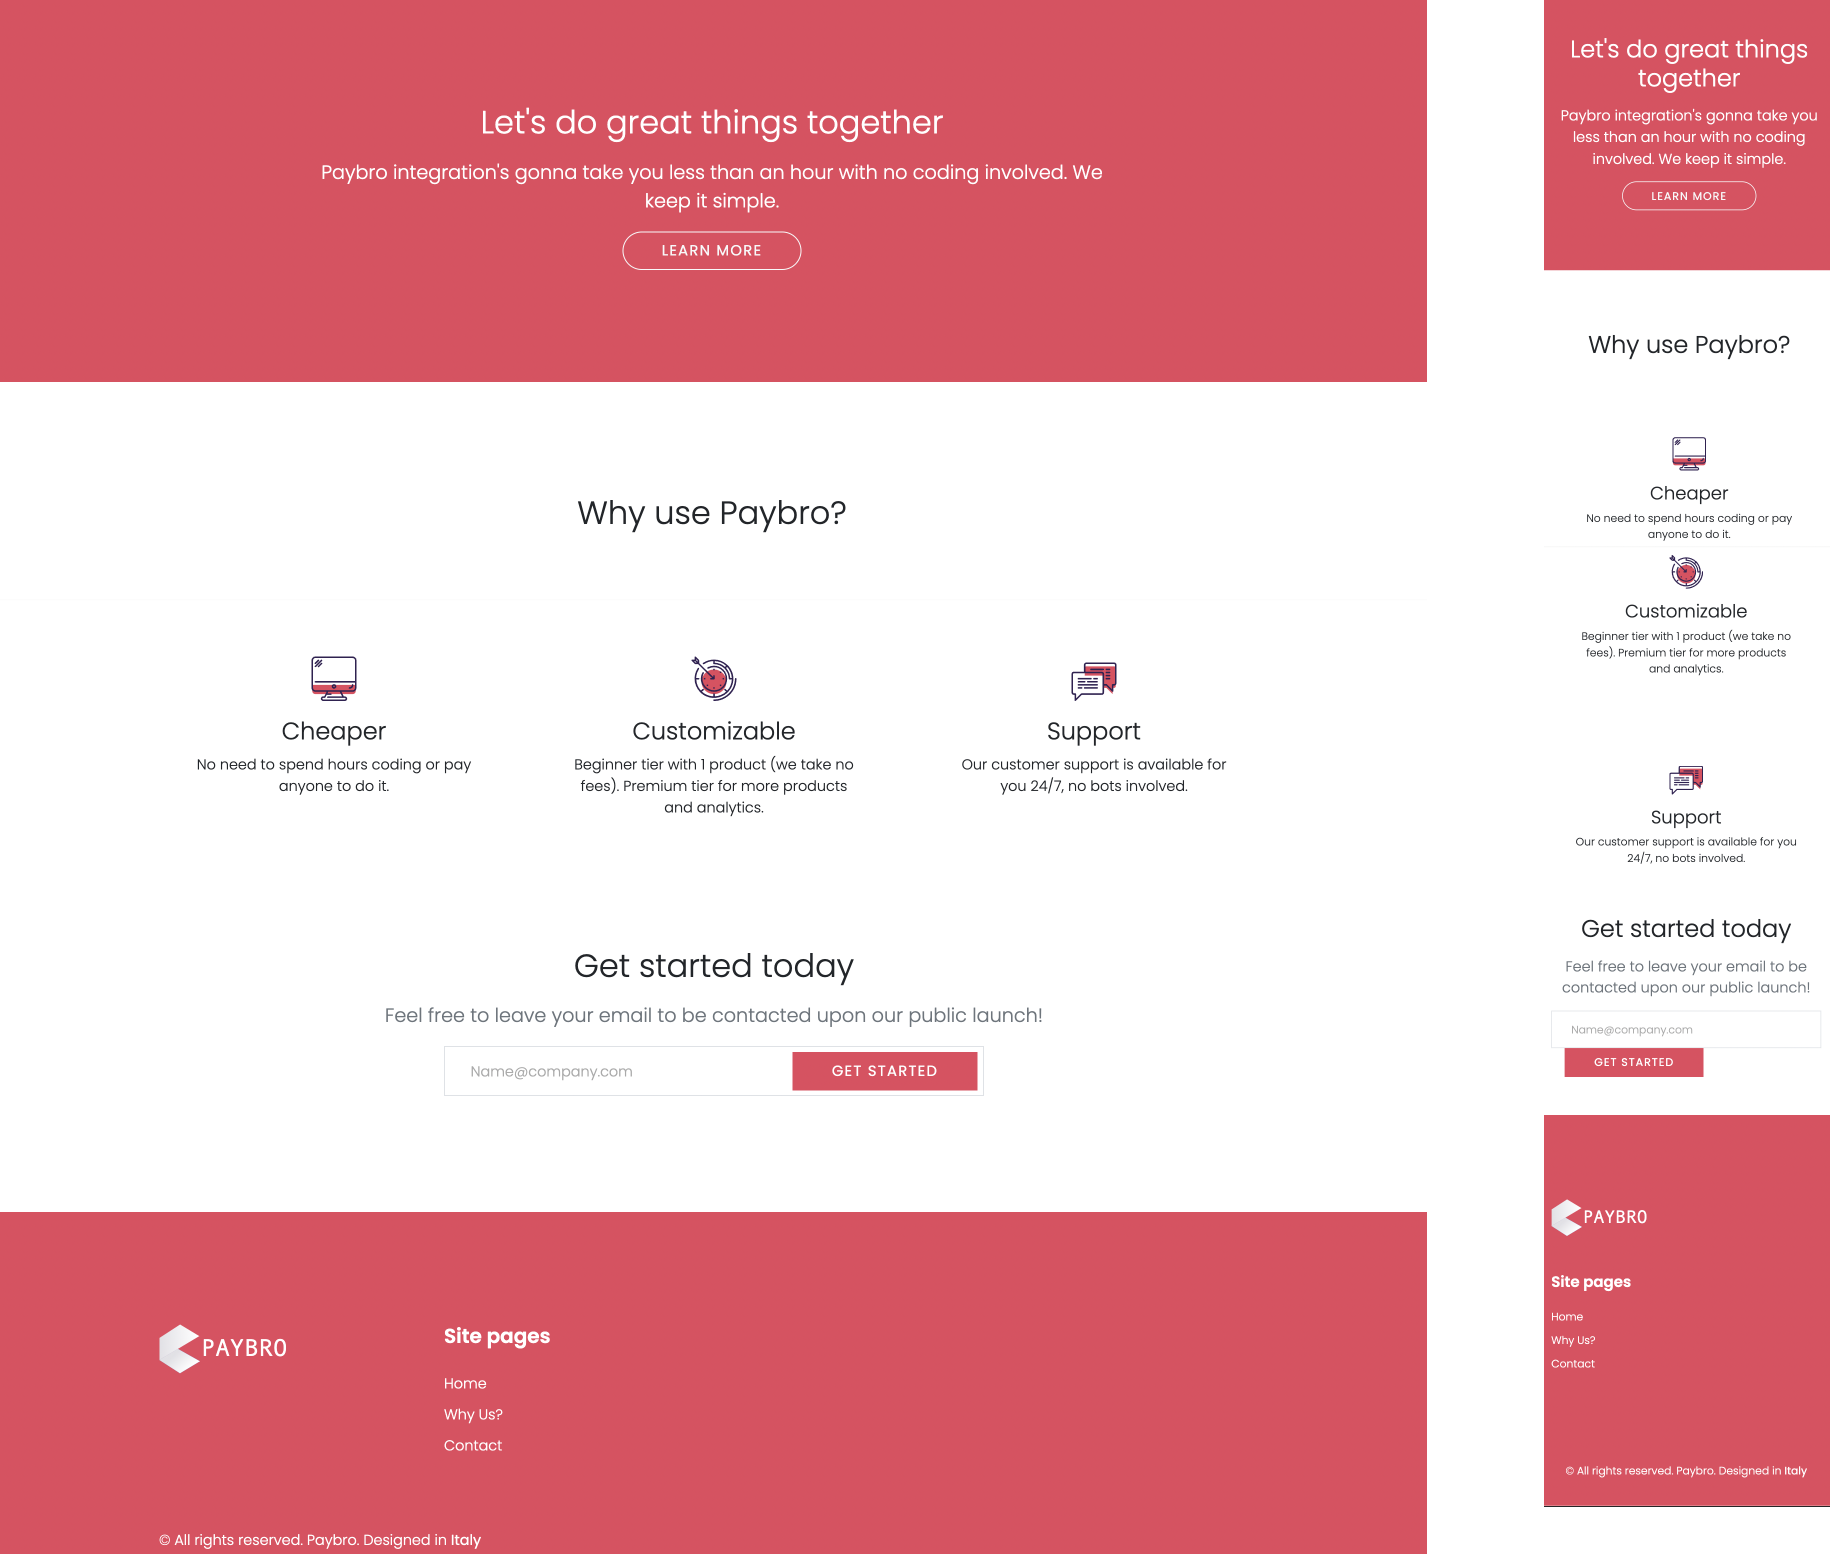 Let's do great things together
Paybro integration's gonna take you less than an hour with no coding involved. We
keep it simple.
LEARN MORE
Why use Paybro?
Cheaper
No need to spend hours coding or pay
anyone to do it.
Customizable
Beginner tier with 1 product (we take no
fees). Premium tier for more products
and analytics.
Support
Our customer support is available for
you 24/7, no bots involved.
Get started today
Feel free to leave your email to be contacted upon our public launch!
Name@company.com
GET STARTED
PAYBRO
Site pages
Home
Why Us?
Contact
© All rights reserved. Paybro. Designed in Italy
Let's do great things
together
Paybro integration's gonna take you
less than an hour with no coding
involved. We keep it simple.
LEARN MORE
Why use Paybro?
Cheaper
No need to spend hours coding or pay
anyone to do it.
Customizable
Beginner tier with 1 product (we take no
fees). Premium tier for more products
and analytics.
Support
Our customer support is available for you
24/7, no bots involved.
Get started today
Feel free to leave your email to be
contacted upon our public launch!
Name@company.com
GET STARTED
PAYBRO
Site pages
Home
Why Us?
Contact
© All rights reserved. Paybro. Designed in Italy